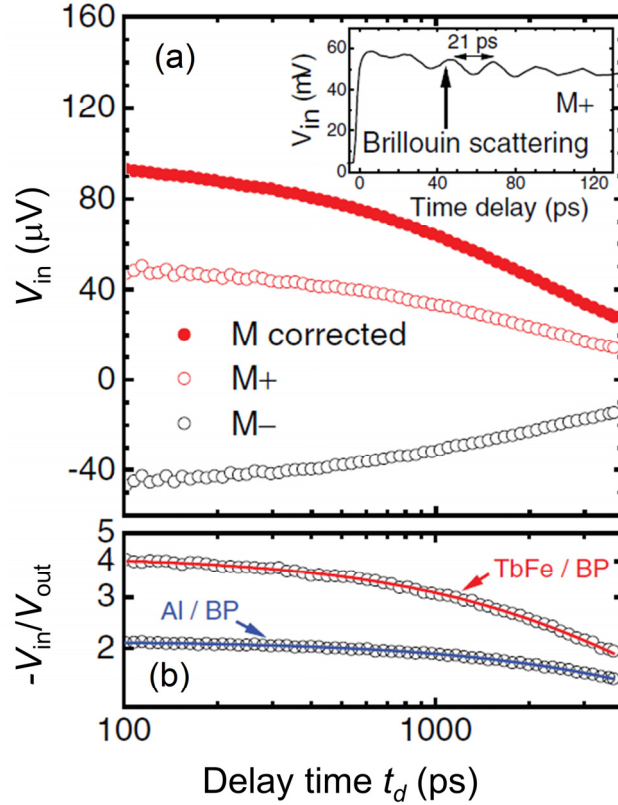 160
120
80
40
0
-40
V_in (μV)
(a)
M corrected
M+
M−
60
40
20
0
V_in (mV)
21 ps
M+
Brillouin scattering
0 40 80 120
Time delay (ps)
5
4
3
2
-V_in/V_out
TbFe / BP
Al / BP
(b)
100 1000
Delay time t_d (ps)